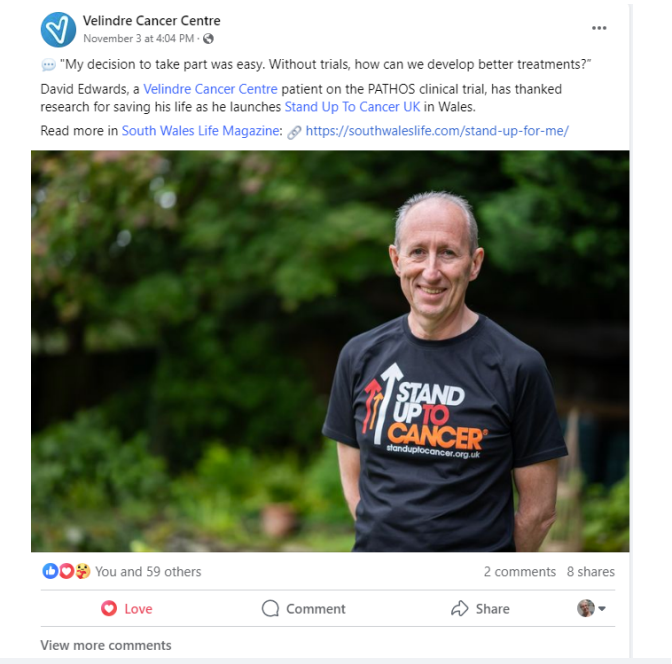 Velindre Cancer Centre
November 3 at 4:04 PM ·
"My decision to take part was easy. Without trials, how can we develop better treatments?"
David Edwards, a Velindre Cancer Centre patient on the PATHOS clinical trial, has thanked
research for saving his life as he launches Stand Up To Cancer UK in Wales.
Read more in South Wales Life Magazine: 🔗 https://southwaleslife.com/stand-up-for-me/
STAND
UP TO
CANCER®
standuptocancer.org.uk
You and 59 others
2 comments 8 shares
Love
Comment
Share
View more comments